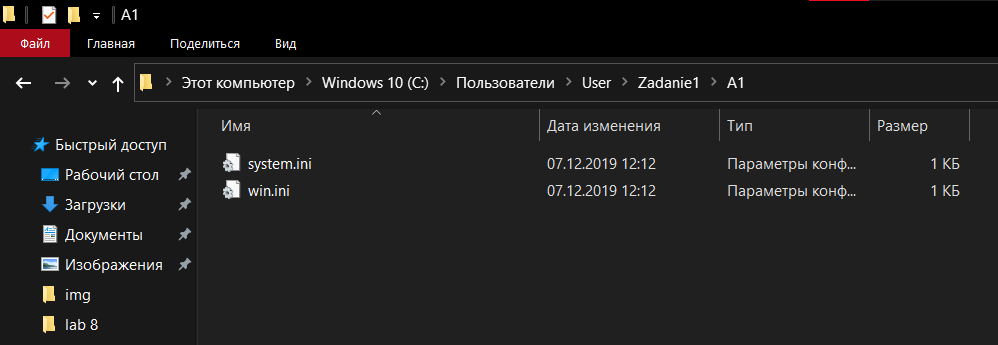 A1
Файл Главная Поделиться Вид
Этот компьютер Windows 10 (C:) Пользователи User Zadanie1 A1
Имя Дата изменения Тип Размер
Быстрый доступ
Рабочий стол
Загрузки
Документы
Изображения
img
lab 8
system.ini 07.12.2019 12:12 Параметры конф... 1 КБ
win.ini 07.12.2019 12:12 Параметры конф... 1 КБ